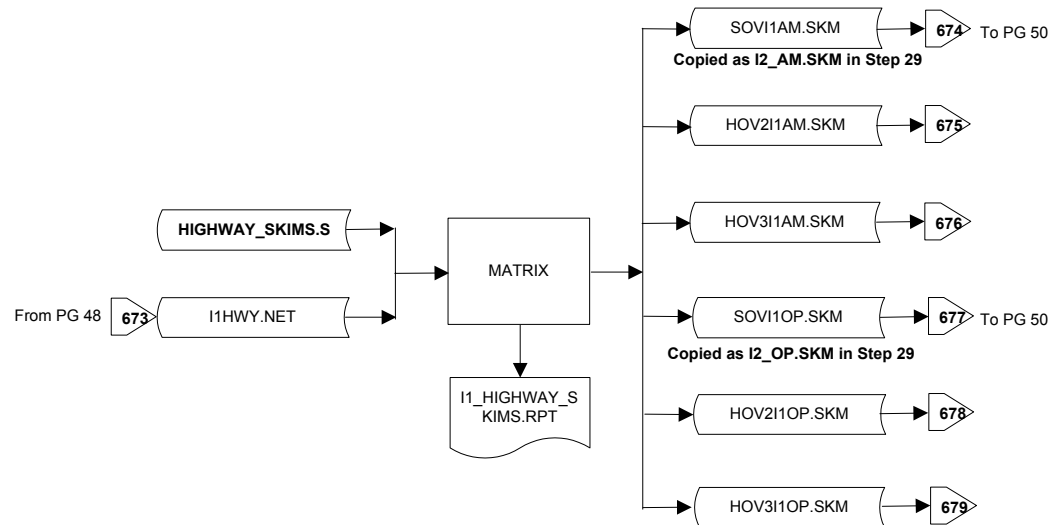 SOVI1AM.SKM
674
To PG 50
Copied as I2_AM.SKM in Step 29
HOV2I1AM.SKM
675
HOV3I1AM.SKM
676
HIGHWAY_SKIMS.S
MATRIX
From PG 48
673
I1HWY.NET
SOVI1OP.SKM
677
To PG 50
Copied as I2_OP.SKM in Step 29
I1_HIGHWAY_S
KIMS.RPT
HOV2I1OP.SKM
678
HOV3I1OP.SKM
679